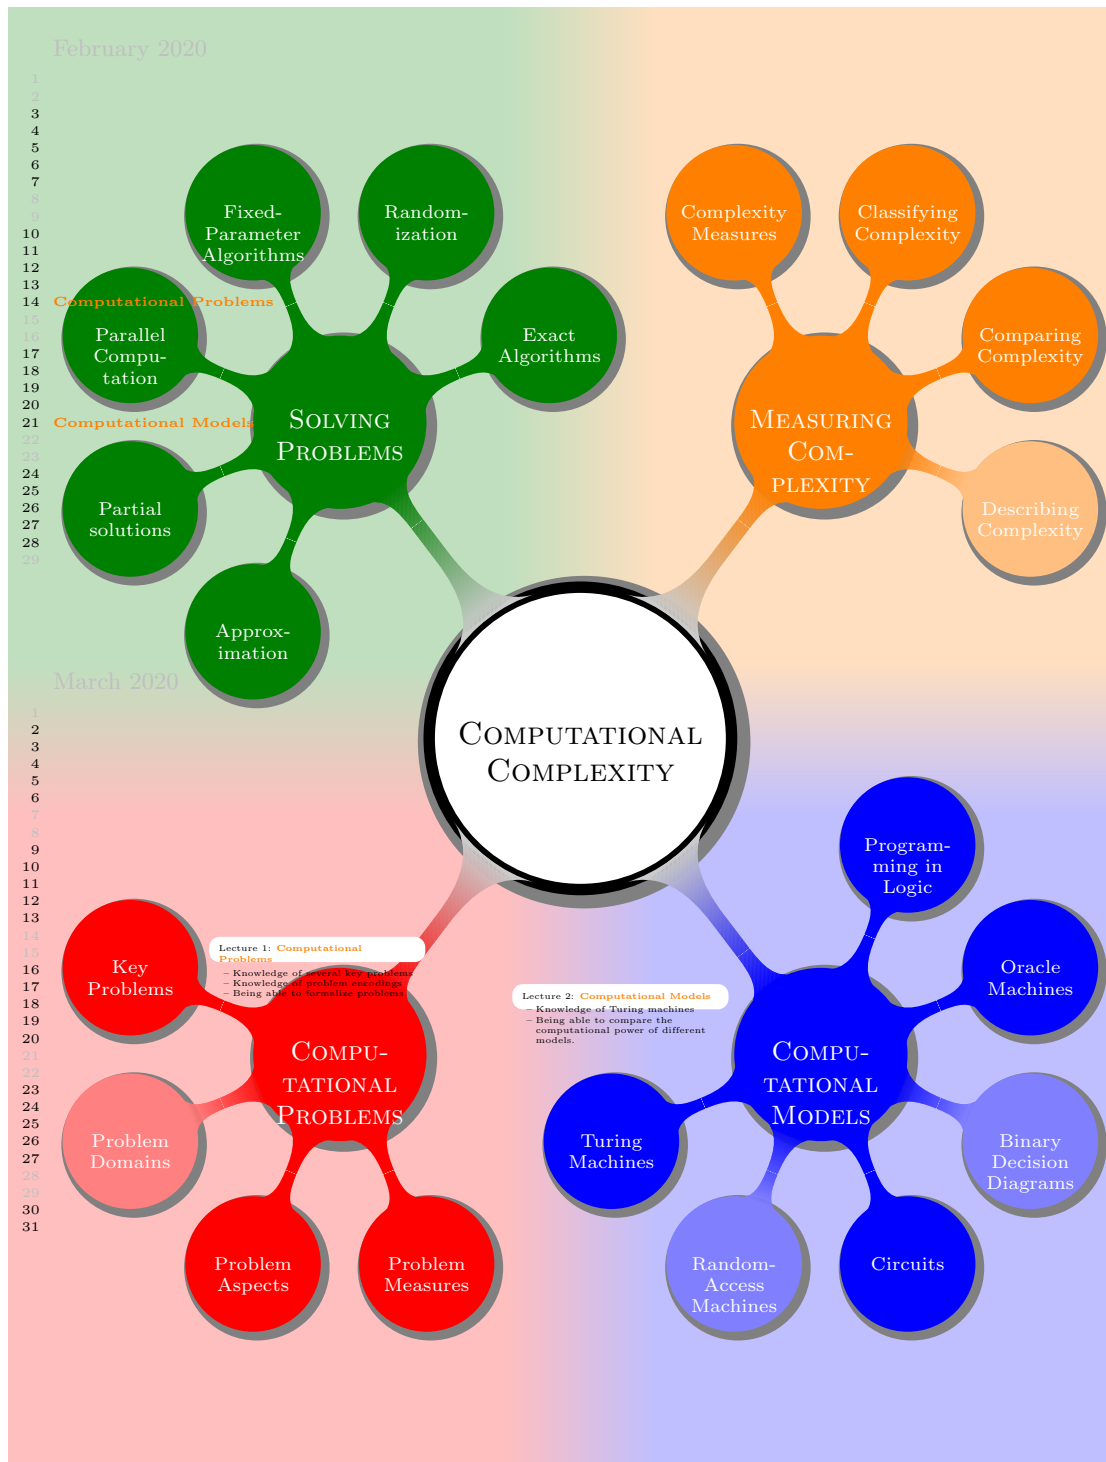 February 2020
1
2
3
4
5
6
7
8
9
10
11
12
13
14 Computational Problems
15
16
17
18
19
20
21 Computational Models
22
23
24
25
26
27
28
29
Fixed-
Parameter
Algorithms
Random-
ization
Parallel
Compu-
tation
Exact
Algorithms
Solving
Problems
Partial
solutions
Approx-
imation
Complexity
Measures
Classifying
Complexity
Comparing
Complexity
Measuring
Com-
plexity
Describing
Complexity
Computational
Complexity
March 2020
1
2
3
4
5
6
7
8
9
10
11
12
13
14
15
16
17
18
19
20
21
22
23
24
25
26
27
28
29
30
31
Key
Problems
Lecture 1: Computational
Problems
– Knowledge of several key problems
– Knowledge of problem encodings
– Being able to formalize problems
Compu-
tational
Problems
Problem
Domains
Problem
Aspects
Problem
Measures
Lecture 2: Computational Models
– Knowledge of Turing machines
– Being able to compare the
computational power of different
models.
Program-
ming in
Logic
Oracle
Machines
Compu-
tational
Models
Turing
Machines
Binary
Decision
Diagrams
Random-
Access
Machines
Circuits